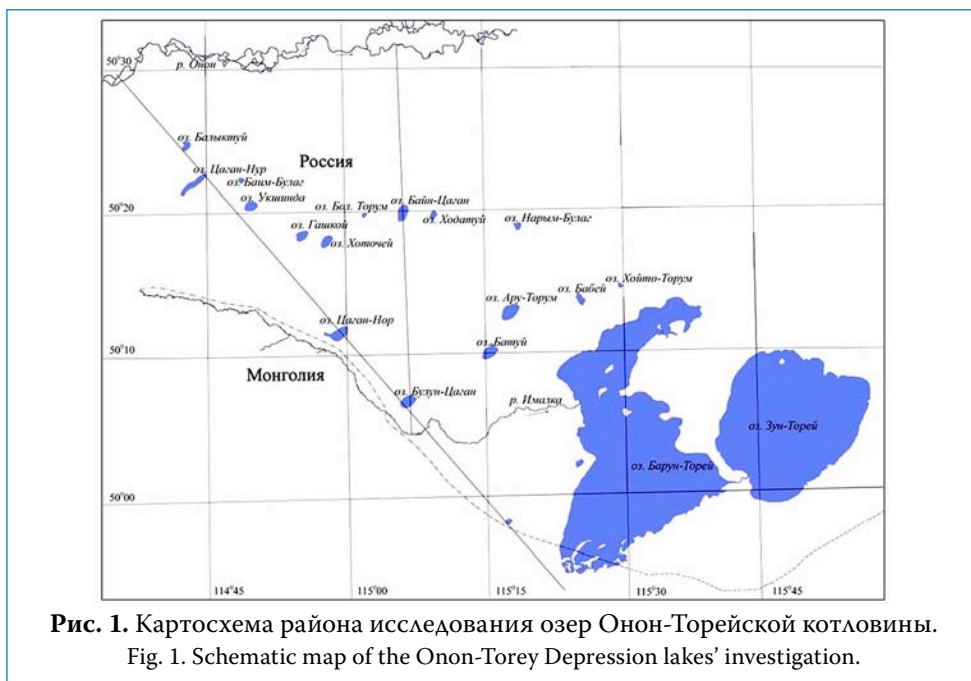 50°30
р. Онон
оз. Балыктуй
оз. Цаган-Нур
Россия
оз. Баим-Булаг
оз. Укшинда
50°20
оз. Бал. Торум
оз. Байн-Цаган
оз. Ходатуй
оз. Нарым-Булаг
оз. Гашкой
оз. Хоточей
оз. Хойто-Торум
оз. Бабей
оз. Ару-Торум
оз. Цаган-Нор
50°10
оз. Батуй
Монголия
оз. Булун-Цаган
р. Ималка
оз. Зун-Торей
оз. Барун-Торей
50°00
114°45
115°00
115°15
115°30
115°45
Рис. 1. Картосхема района исследования озер Онон-Торейской котловины.
Fig. 1. Schematic map of the Onon-Torey Depression lakes’ investigation.